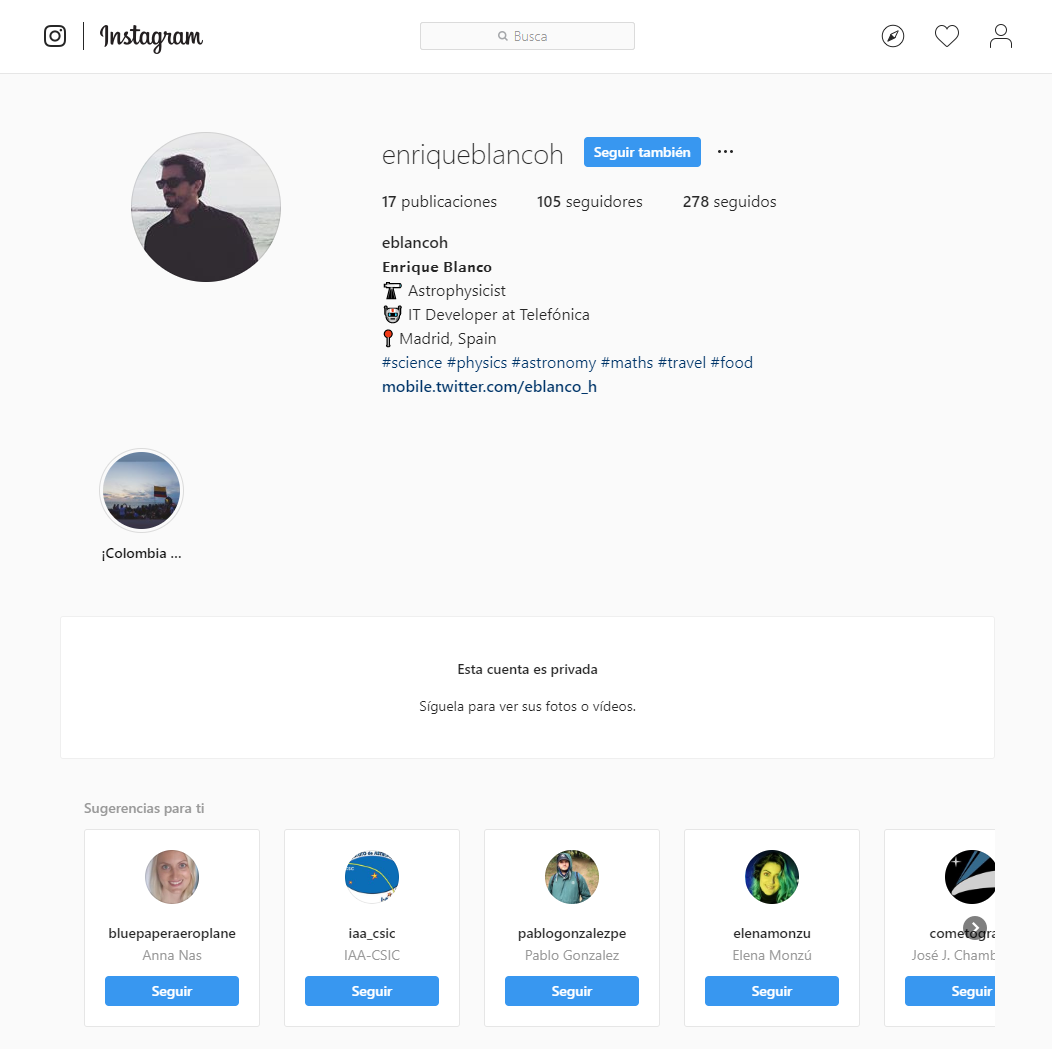 Instagram
Busca
enriqueblancoh Seguir también
17 publicaciones 105 seguidores 278 seguidos
eblancoh
Enrique Blanco
Astrophysicist
IT Developer at Telefónica
Madrid, Spain
#science #physics #astronomy #maths #travel #food
mobile.twitter.com/eblanco_h
¡Colombia ...
Esta cuenta es privada
Síguela para ver sus fotos o vídeos.
Sugerencias para ti
bluepaperaeroplane iaa_csic pablogonzalezpe elenamonzu
Anna Nas IAA-CSIC Pablo Gonzalez Elena Monzú José J. Chamb
Seguir Seguir Seguir Seguir Seguir